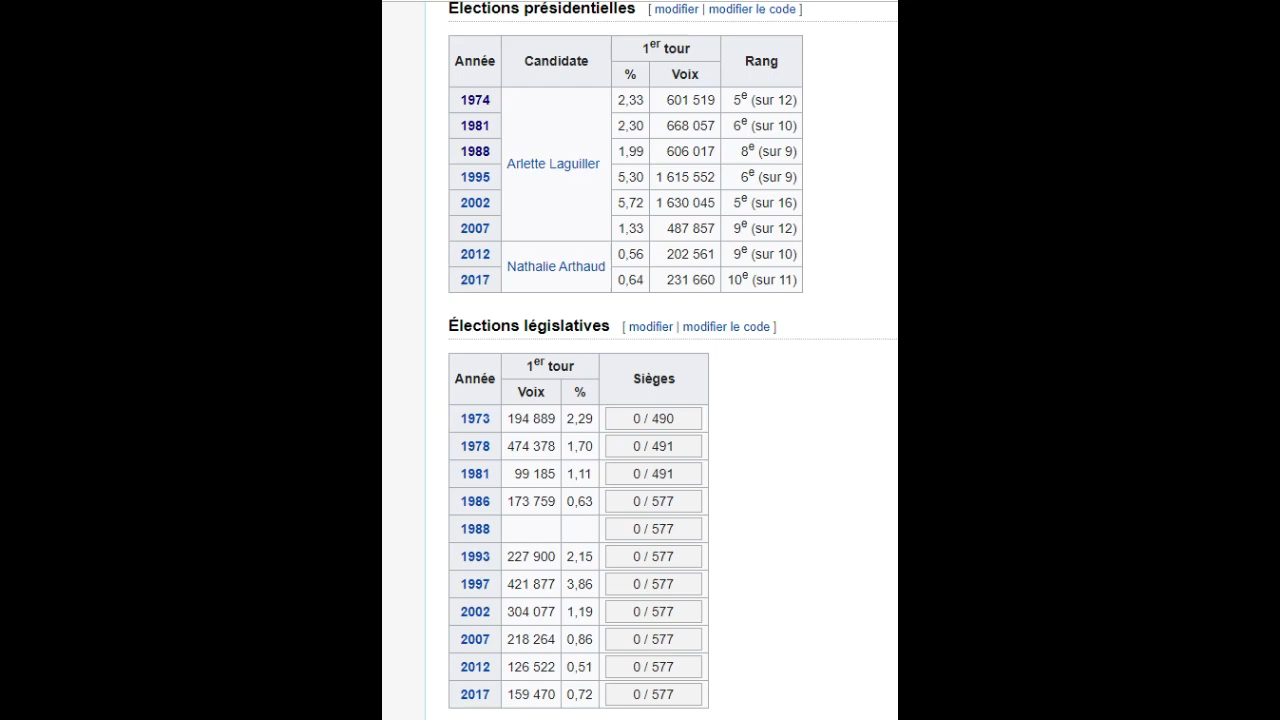 Élections présidentielles [ modifier | modifier le code ]
Année Candidate 1er tour Rang
% Voix
1974 2,33 601 519 5e (sur 12)
1981 2,30 668 057 6e (sur 10)
1988 1,99 606 017 8e (sur 9)
Arlette Laguiller
1995 5,30 1 615 552 6e (sur 9)
2002 5,72 1 630 045 5e (sur 16)
2007 1,33 487 857 9e (sur 12)
2012 0,56 202 561 9e (sur 10)
Nathalie Arthaud
2017 0,64 231 660 10e (sur 11)
Élections législatives [ modifier | modifier le code ]
Année 1er tour Sièges
Voix %
1973 194 889 2,29 0 / 490
1978 474 378 1,70 0 / 491
1981 99 185 1,11 0 / 491
1986 173 759 0,63 0 / 577
1988 0 / 577
1993 227 900 2,15 0 / 577
1997 421 877 3,86 0 / 577
2002 304 077 1,19 0 / 577
2007 218 264 0,86 0 / 577
2012 126 522 0,51 0 / 577
2017 159 470 0,72 0 / 577